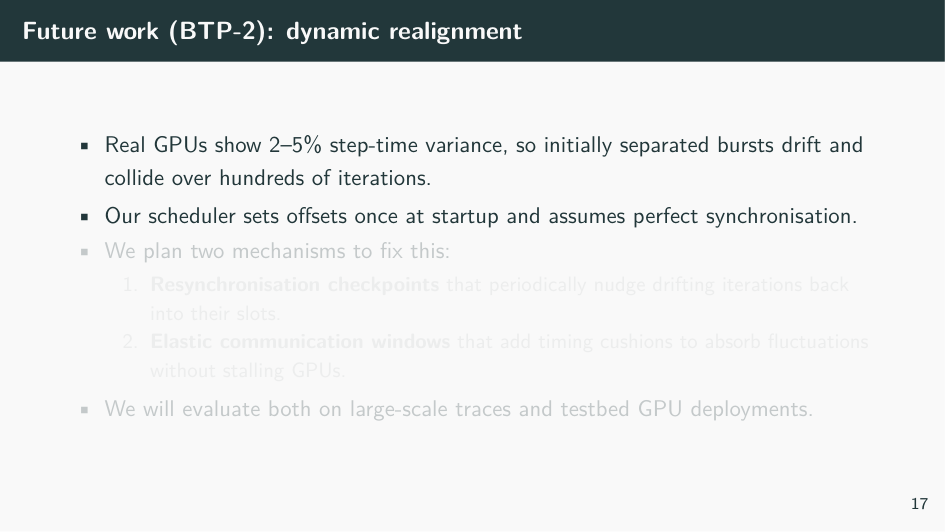 Future work (BTP-2): dynamic realignment
▪ Real GPUs show 2–5% step-time variance, so initially separated bursts drift and
collide over hundreds of iterations.
▪ Our scheduler sets offsets once at startup and assumes perfect synchronisation.
▪ We plan two mechanisms to fix this:
1. Resynchronisation checkpoints that periodically nudge drifting iterations back
into their slots.
2. Elastic communication windows that add timing cushions to absorb fluctuations
without stalling GPUs.
▪ We will evaluate both on large-scale traces and testbed GPU deployments.
17